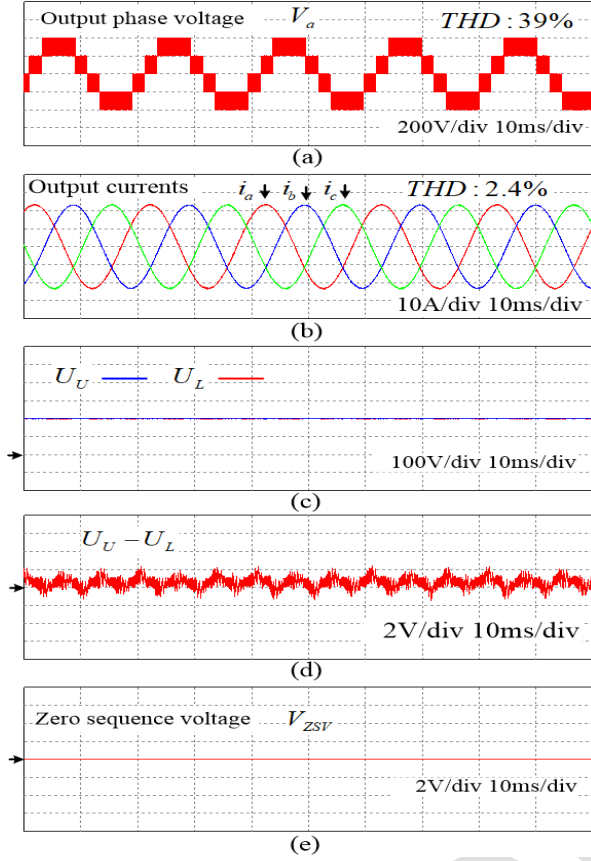 Output phase voltage V_a THD : 39%
200V/div 10ms/div
(a)
Output currents i_a i_b i_c THD : 2.4%
10A/div 10ms/div
(b)
U_U U_L
100V/div 10ms/div
(c)
U_U − U_L
2V/div 10ms/div
(d)
Zero sequence voltage V_ZSV
2V/div 10ms/div
(e)